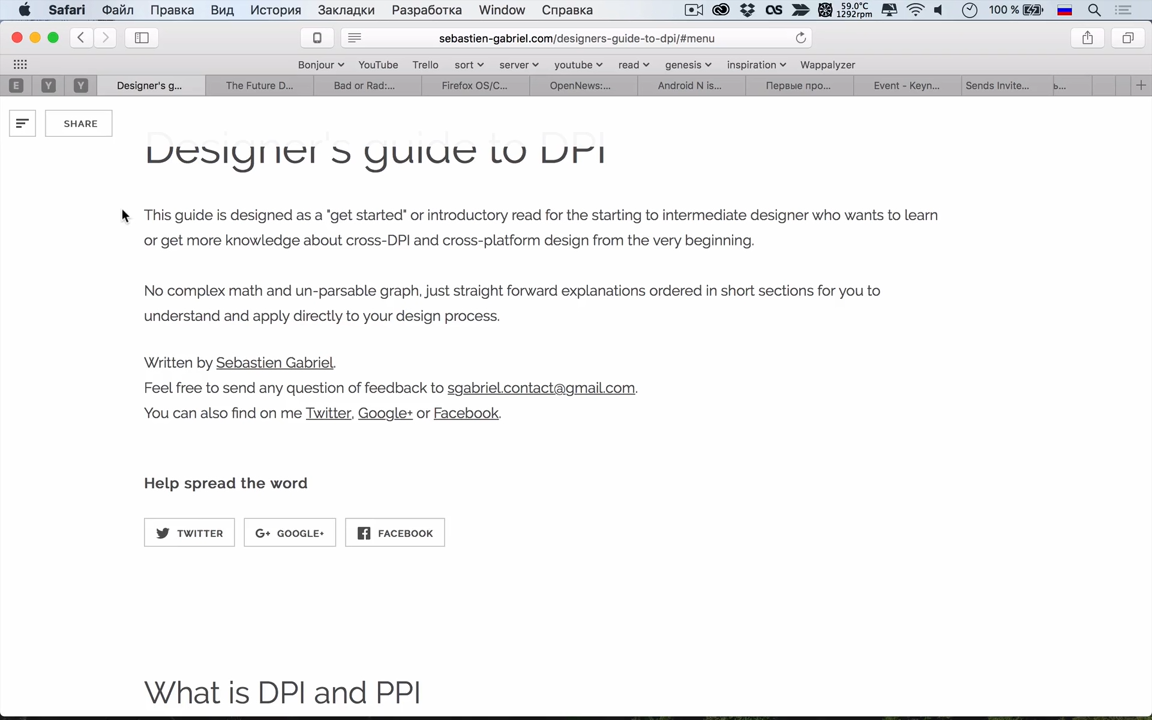 Safari Файл Правка Вид История Закладки Разработка Window Справка 59.0°C 1292rpm 100 %
sebastien-gabriel.com/designers-guide-to-dpi/#menu
Bonjour YouTube Trello sort server youtube read genesis inspiration Wappalyzer
E Y Y Designer's g... The Future D... Bad or Rad:... Firefox OS/C... OpenNews:... Android N is... Первые про... Event - Keyn... Sends Invite... ь...
SHARE
Designer's guide to DPI
This guide is designed as a "get started" or introductory read for the starting to intermediate designer who wants to learn
or get more knowledge about cross-DPI and cross-platform design from the very beginning.
No complex math and un-parsable graph, just straight forward explanations ordered in short sections for you to
understand and apply directly to your design process.
Written by Sebastien Gabriel.
Feel free to send any question of feedback to sgabriel.contact@gmail.com.
You can also find on me Twitter, Google+ or Facebook.
Help spread the word
TWITTER G+ GOOGLE+ FACEBOOK
What is DPI and PPI